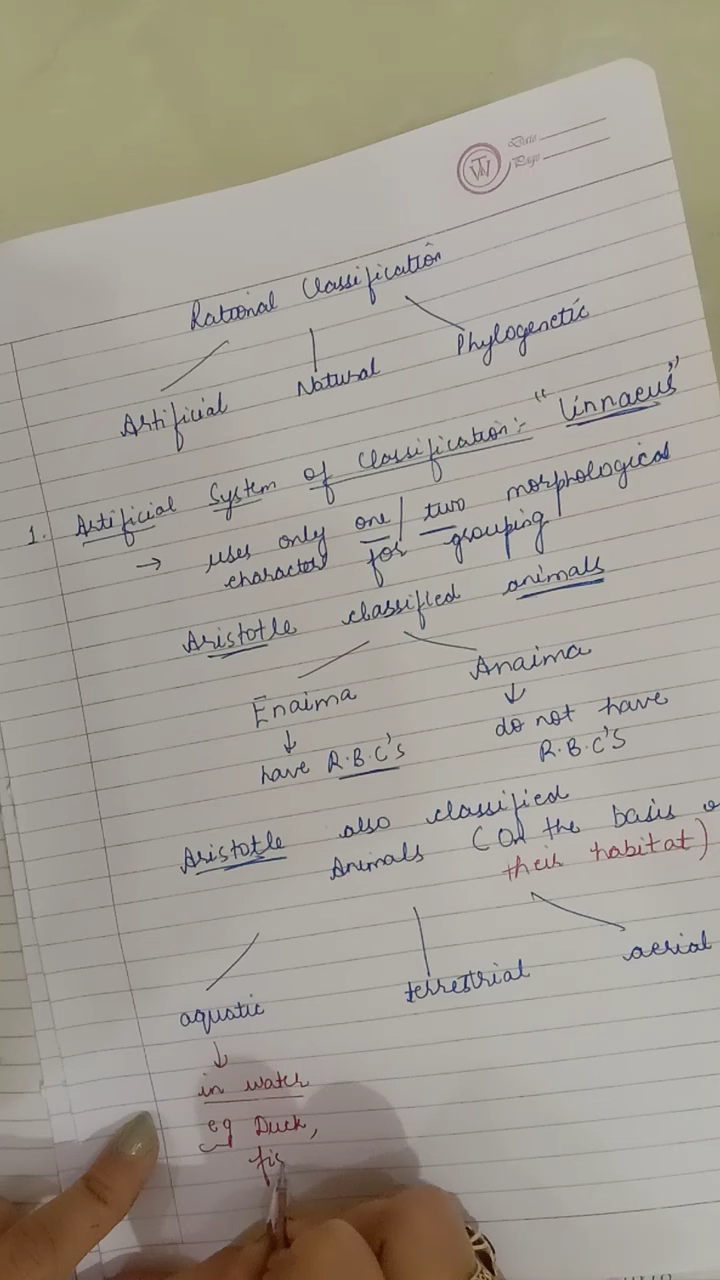 Date
Page
Rational Classification
Artificial Natural Phylogenetic
1. Artificial System of Classification:- "Linnaeus"
→ uses only one/two morphological
character for grouping
Aristotle classified animals
Enaima Anaima
↓ ↓
have R.B.C's do not have
R.B.C'S
Aristotle also classified
Animals (On the basis o
their habitat)
aquatic terrestrial aerial
↓
in water
eg Duck,
fis